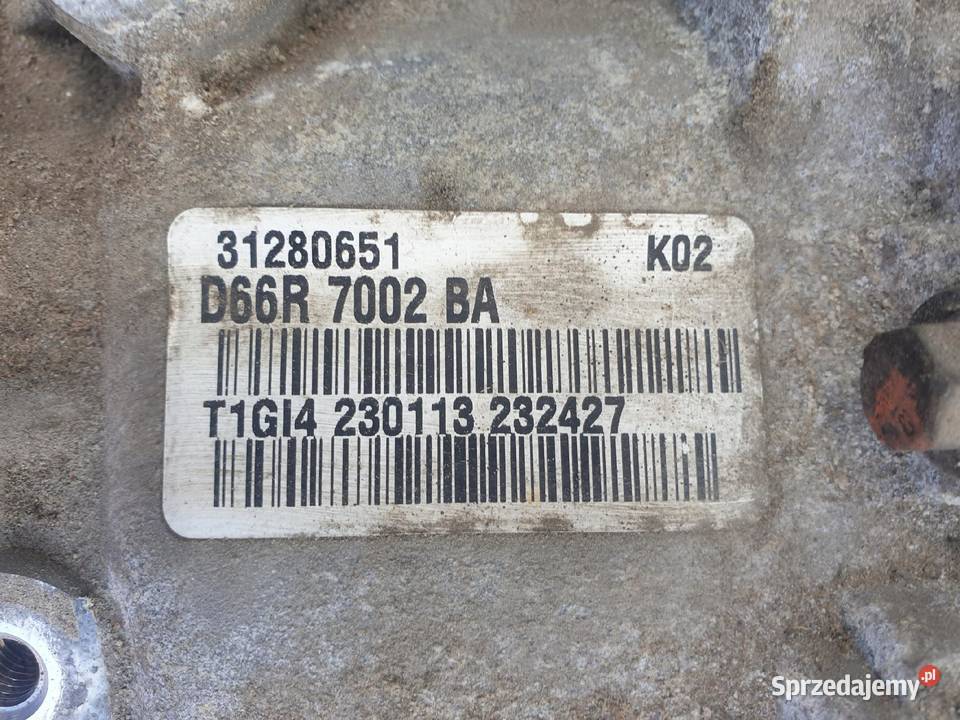 31280651 K02
D66R 7002 BA
T1GI4 230113 232427
Sprzedajemy.pl